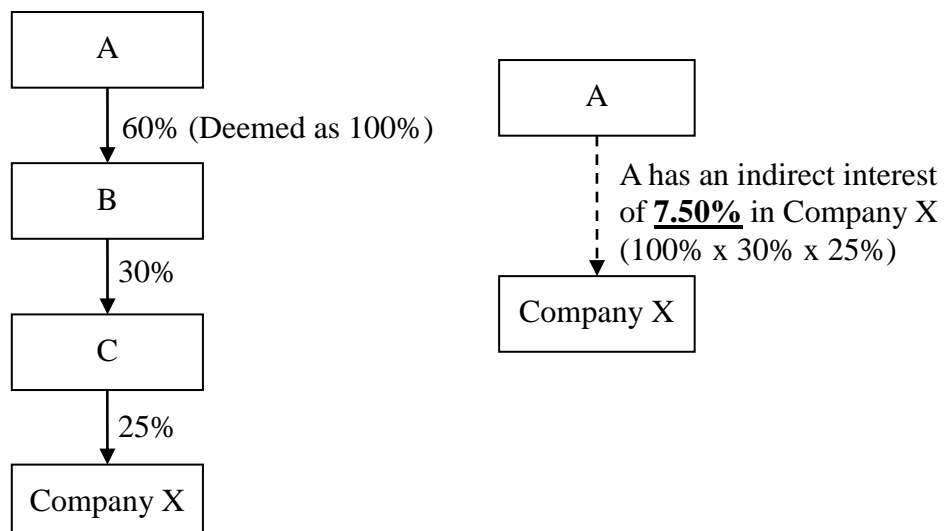 A
60% (Deemed as 100%)
B
30%
C
25%
Company X
A
A has an indirect interest
of 7.50% in Company X
(100% x 30% x 25%)
Company X